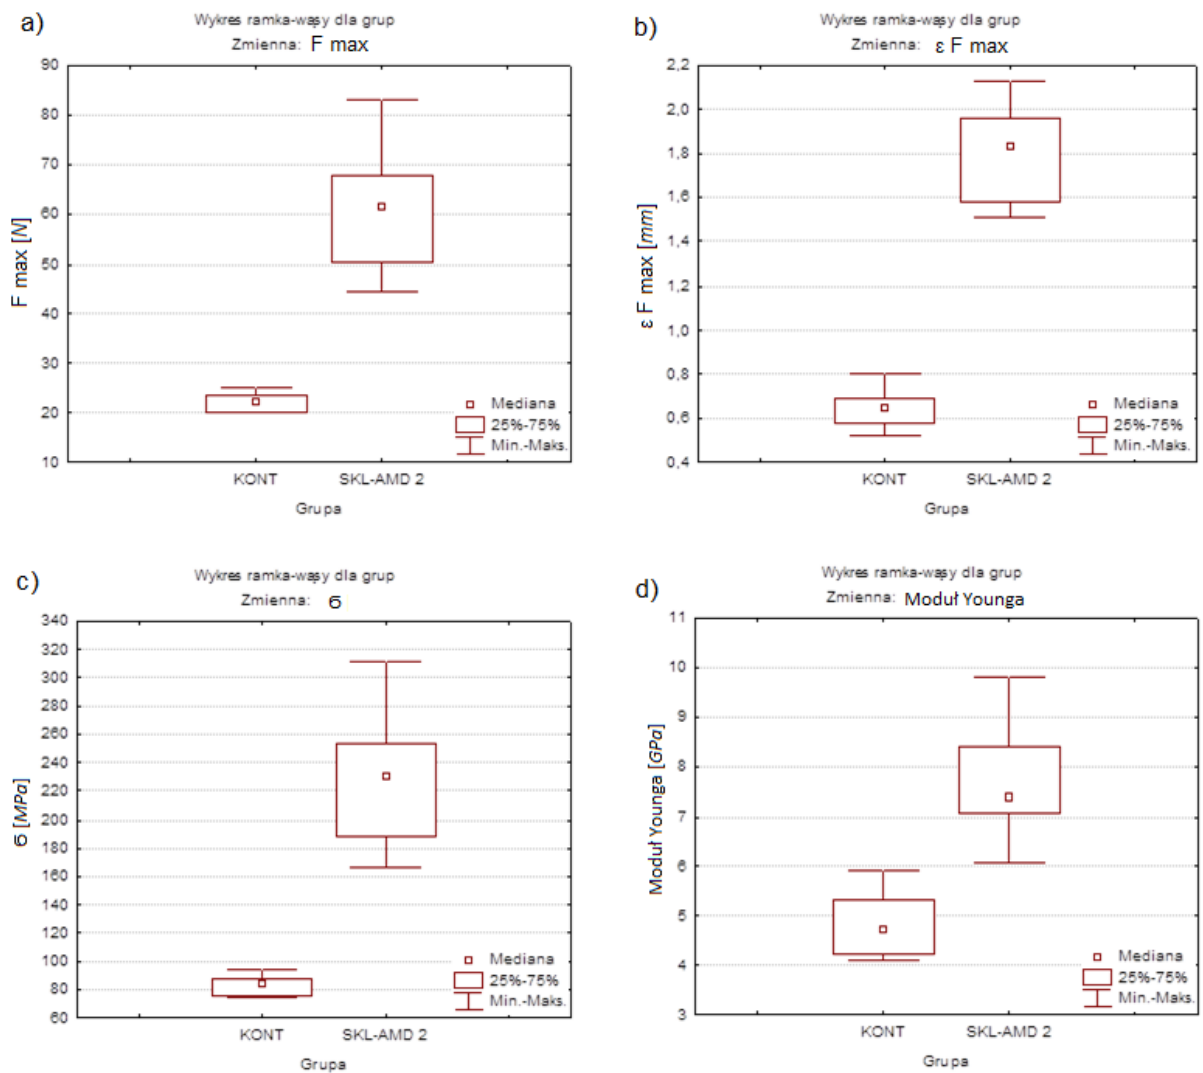 a)
Wykres ramka-wąsy dla grup
Zmienna: F max
90
80
70
60
50
40
30
20
10
F max [N]
Mediana
25%-75%
Min.-Maks.
KONT
SKL-AMD 2
Grupa
b)
Wykres ramka-wąsy dla grup
Zmienna: ε F max
2,2
2,0
1,8
1,6
1,4
1,2
1,0
0,8
0,6
0,4
ε F max [mm]
Mediana
25%-75%
Min.-Maks.
KONT
SKL-AMD 2
Grupa
c)
Wykres ramka-wąsy dla grup
Zmienna: Ϭ
340
320
300
280
260
240
220
200
180
160
140
120
100
80
60
Ϭ [MPa]
Mediana
25%-75%
Min.-Maks.
KONT
SKL-AMD 2
Grupa
d)
Wykres ramka-wąsy dla grup
Zmienna: Moduł Younga
11
10
9
8
7
6
5
4
3
Moduł Younga [GPa]
Mediana
25%-75%
Min.-Maks.
KONT
SKL-AMD 2
Grupa